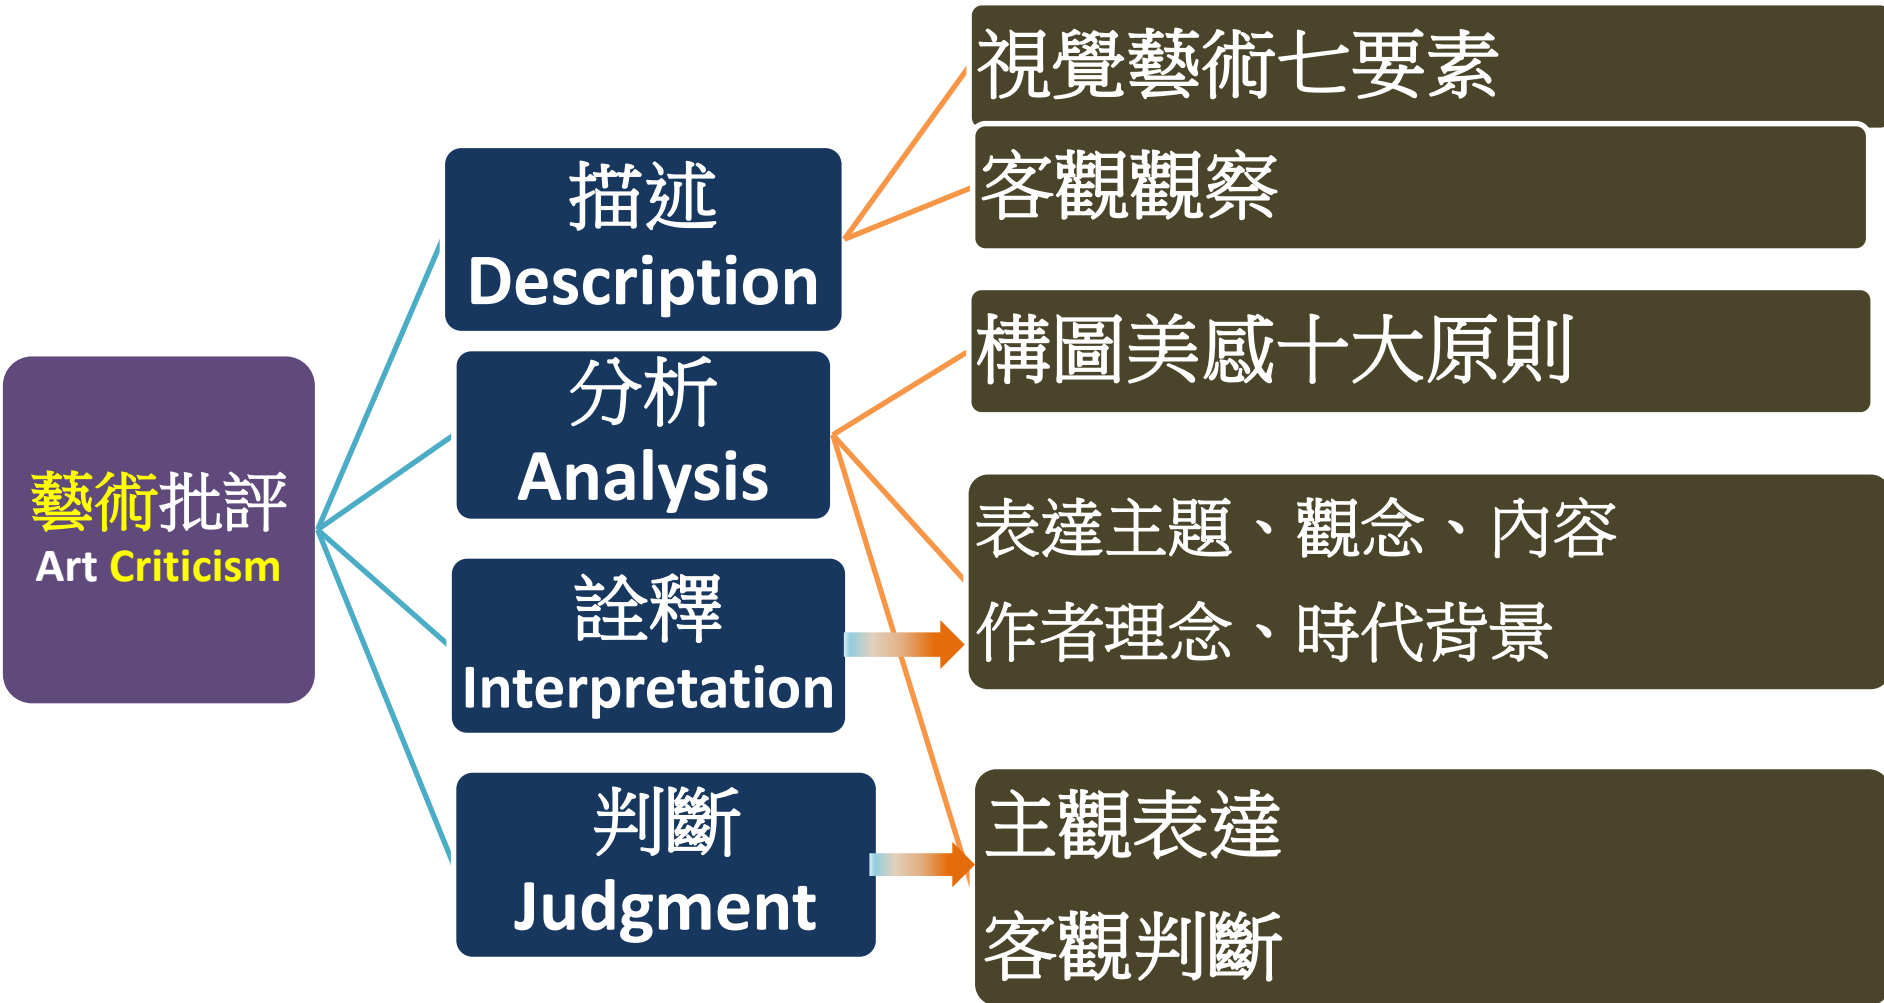 藝術批評
Art Criticism
描述
Description
視覺藝術七要素
客觀觀察
分析
Analysis
構圖美感十大原則
詮釋
Interpretation
表達主題、觀念、內容
作者理念、時代背景
判斷
Judgment
主觀表達
客觀判斷